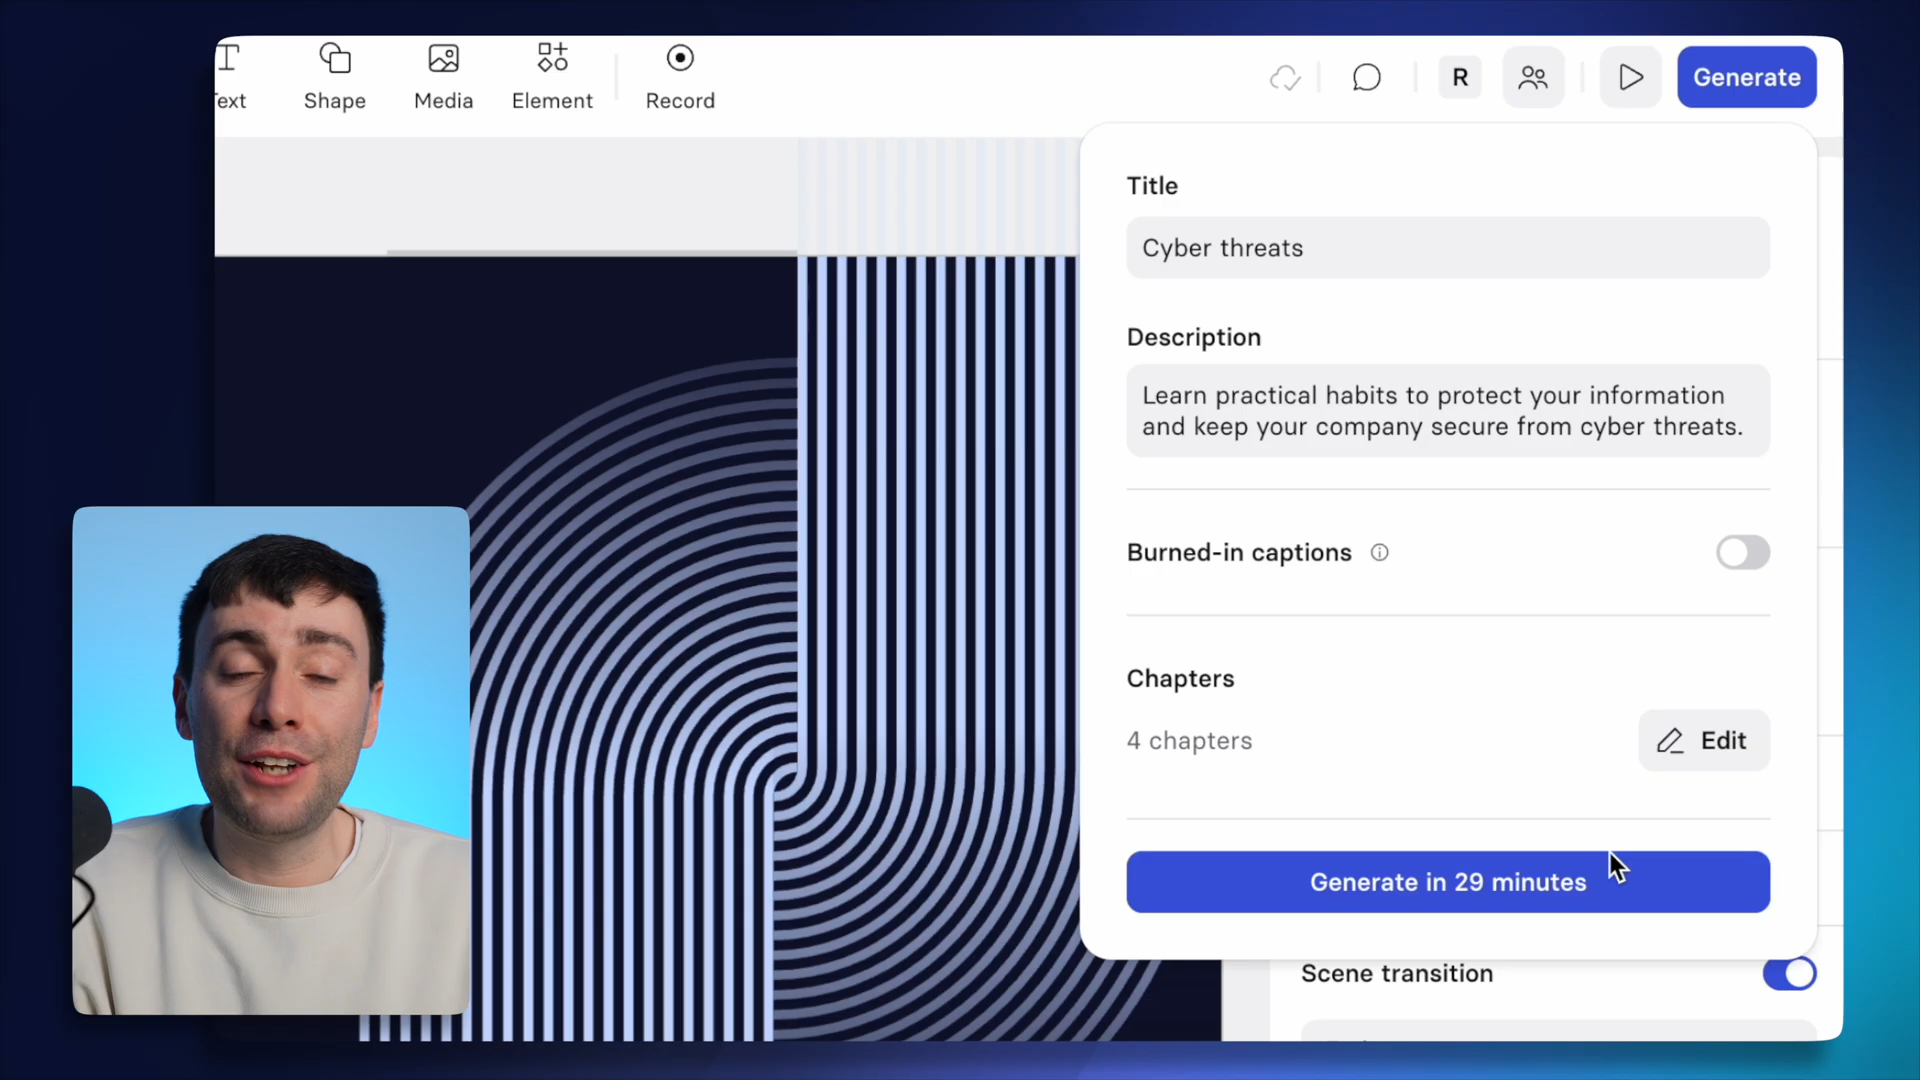 Text
Shape
Media
Element
Record
R
Generate
Title
Cyber threats
Description
Learn practical habits to protect your information
and keep your company secure from cyber threats.
Burned-in captions
Chapters
4 chapters
Edit
Generate in 29 minutes
Scene transition